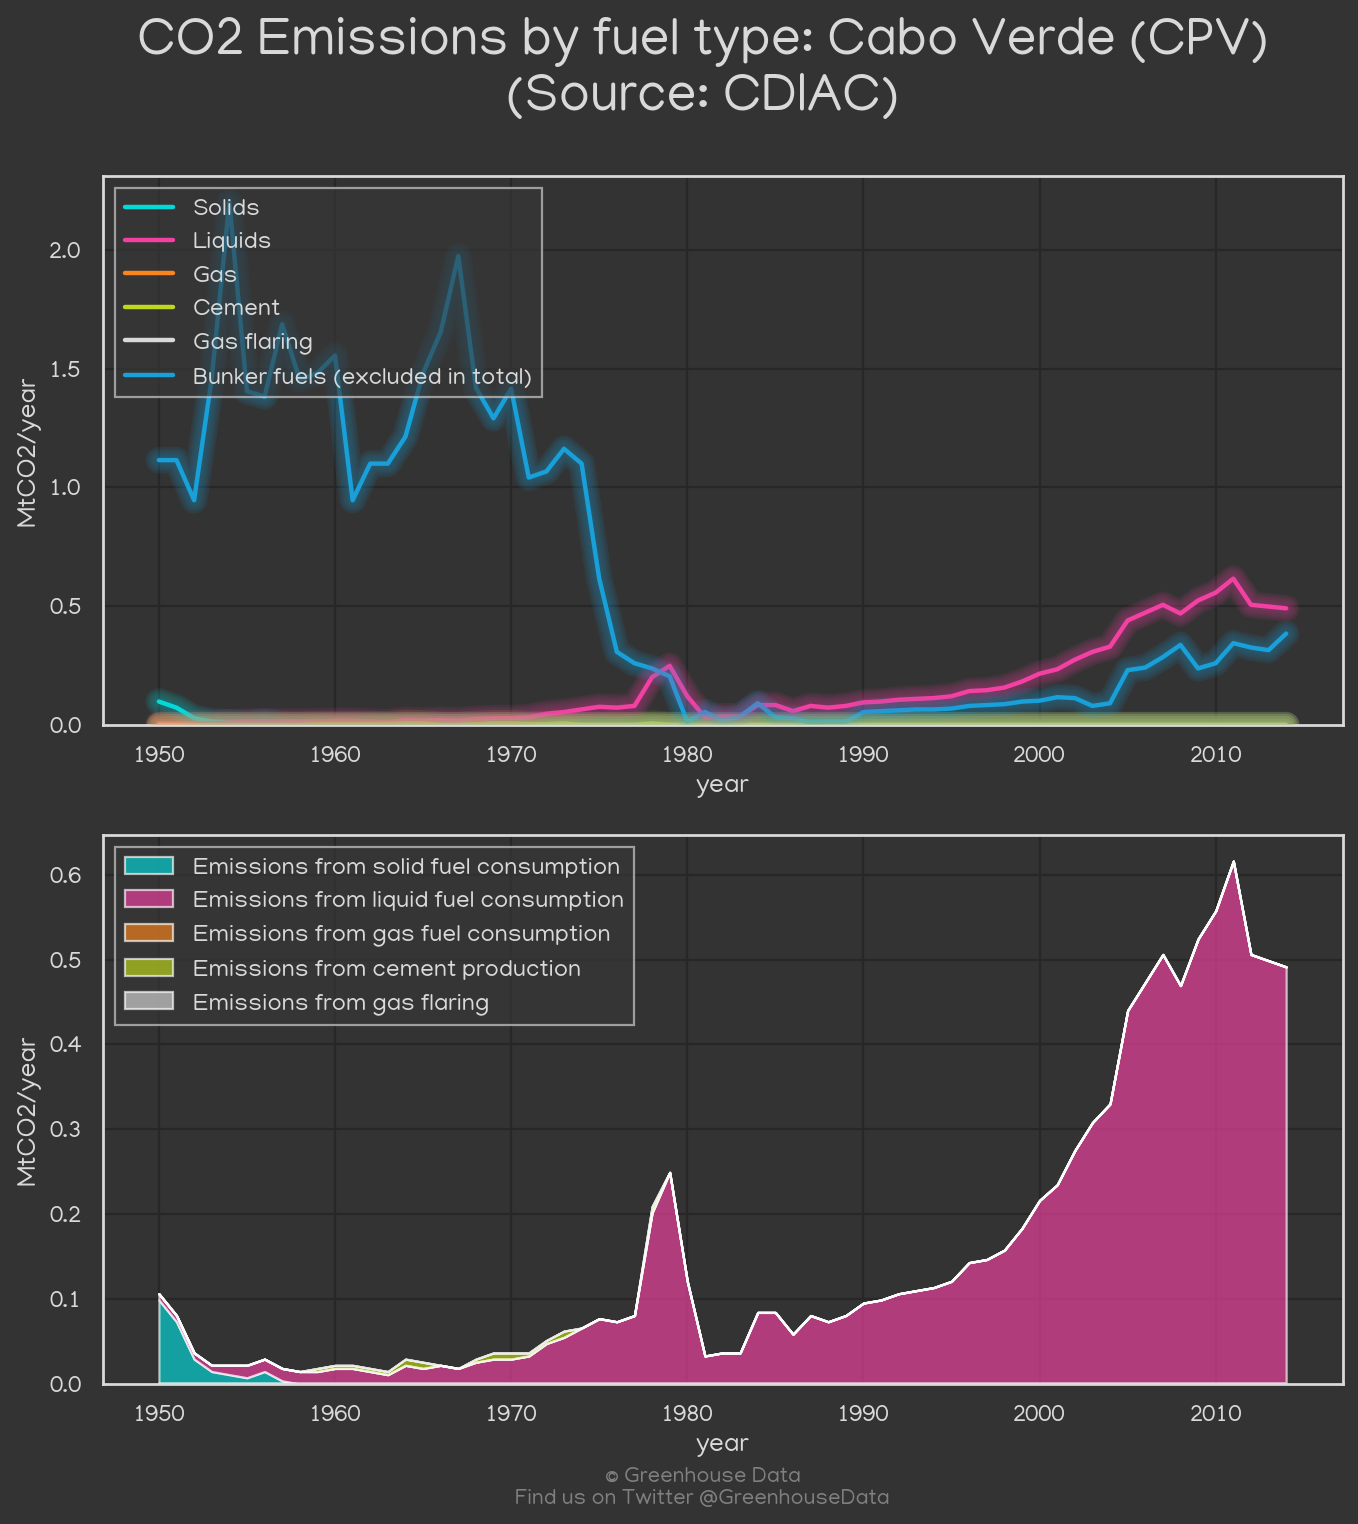 CO2 Emissions by fuel type: Cabo Verde (CPV)
(Source: CDIAC)
Solids
Liquids
Gas
Cement
Gas flaring
Bunker fuels (excluded in total)
2.0
1.5
1.0
0.5
0.0
MtCO2/year
1950 1960 1970 1980 1990 2000 2010
year
Emissions from solid fuel consumption
Emissions from liquid fuel consumption
Emissions from gas fuel consumption
Emissions from cement production
Emissions from gas flaring
0.6
0.5
0.4
0.3
0.2
0.1
0.0
MtCO2/year
1950 1960 1970 1980 1990 2000 2010
year
© Greenhouse Data
Find us on Twitter @GreenhouseData